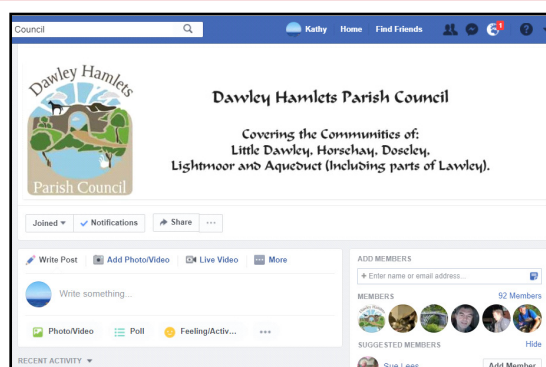 Council
Kathy Home Find Friends 1
Dawley Hamlets
Parish Council
Dawley Hamlets Parish Council
Covering the Communities of:
Little Dawley, Horsehay, Doseley,
Lightmoor and Aqueduct (Including parts of Lawley).
Joined Notifications Share ...
Write Post Add Photo/Video Live Video More
Write something...
Photo/Video Poll Feeling/Activ... ...
RECENT ACTIVITY
ADD MEMBERS
+ Enter name or email address...
MEMBERS 92 Members
SUGGESTED MEMBERS Hide
Sue Lees Add Member